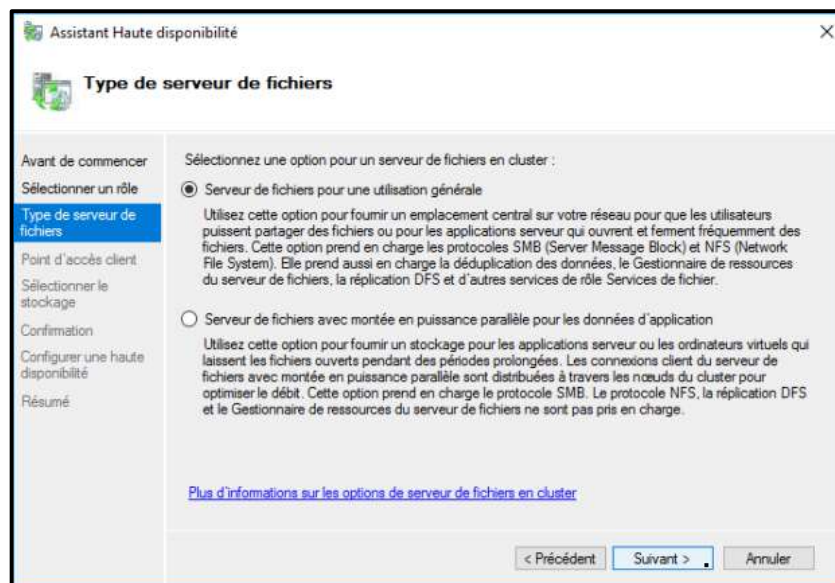 Assistant Haute disponibilité
Type de serveur de fichiers
Avant de commencer
Sélectionner un rôle
Type de serveur de
fichiers
Point d'accès client
Sélectionner le
stockage
Confirmation
Configurer une haute
disponibilité
Résumé
Sélectionnez une option pour un serveur de fichiers en cluster :
Serveur de fichiers pour une utilisation générale
Utilisez cette option pour fournir un emplacement central sur votre réseau pour que les utilisateurs
puissent partager des fichiers ou pour les applications serveur qui ouvrent et ferment fréquemment des
fichiers. Cette option prend en charge les protocoles SMB (Server Message Block) et NFS (Network
File System). Elle prend aussi en charge la déduplication des données, le Gestionnaire de ressources
du serveur de fichiers, la réplication DFS et d'autres services de rôle Services de fichier.
Serveur de fichiers avec montée en puissance parallèle pour les données d'application
Utilisez cette option pour fournir un stockage pour les applications serveur ou les ordinateurs virtuels qui
laissent les fichiers ouverts pendant des périodes prolongées. Les connexions client du serveur de
fichiers avec montée en puissance parallèle sont distribuées à travers les nœuds du cluster pour
optimiser le débit. Cette option prend en charge le protocole SMB. Le protocole NFS, la réplication DFS
et le Gestionnaire de ressources du serveur de fichiers ne sont pas pris en charge.
Plus d'informations sur les options de serveur de fichiers en cluster
< Précédent
Suivant >
Annuler